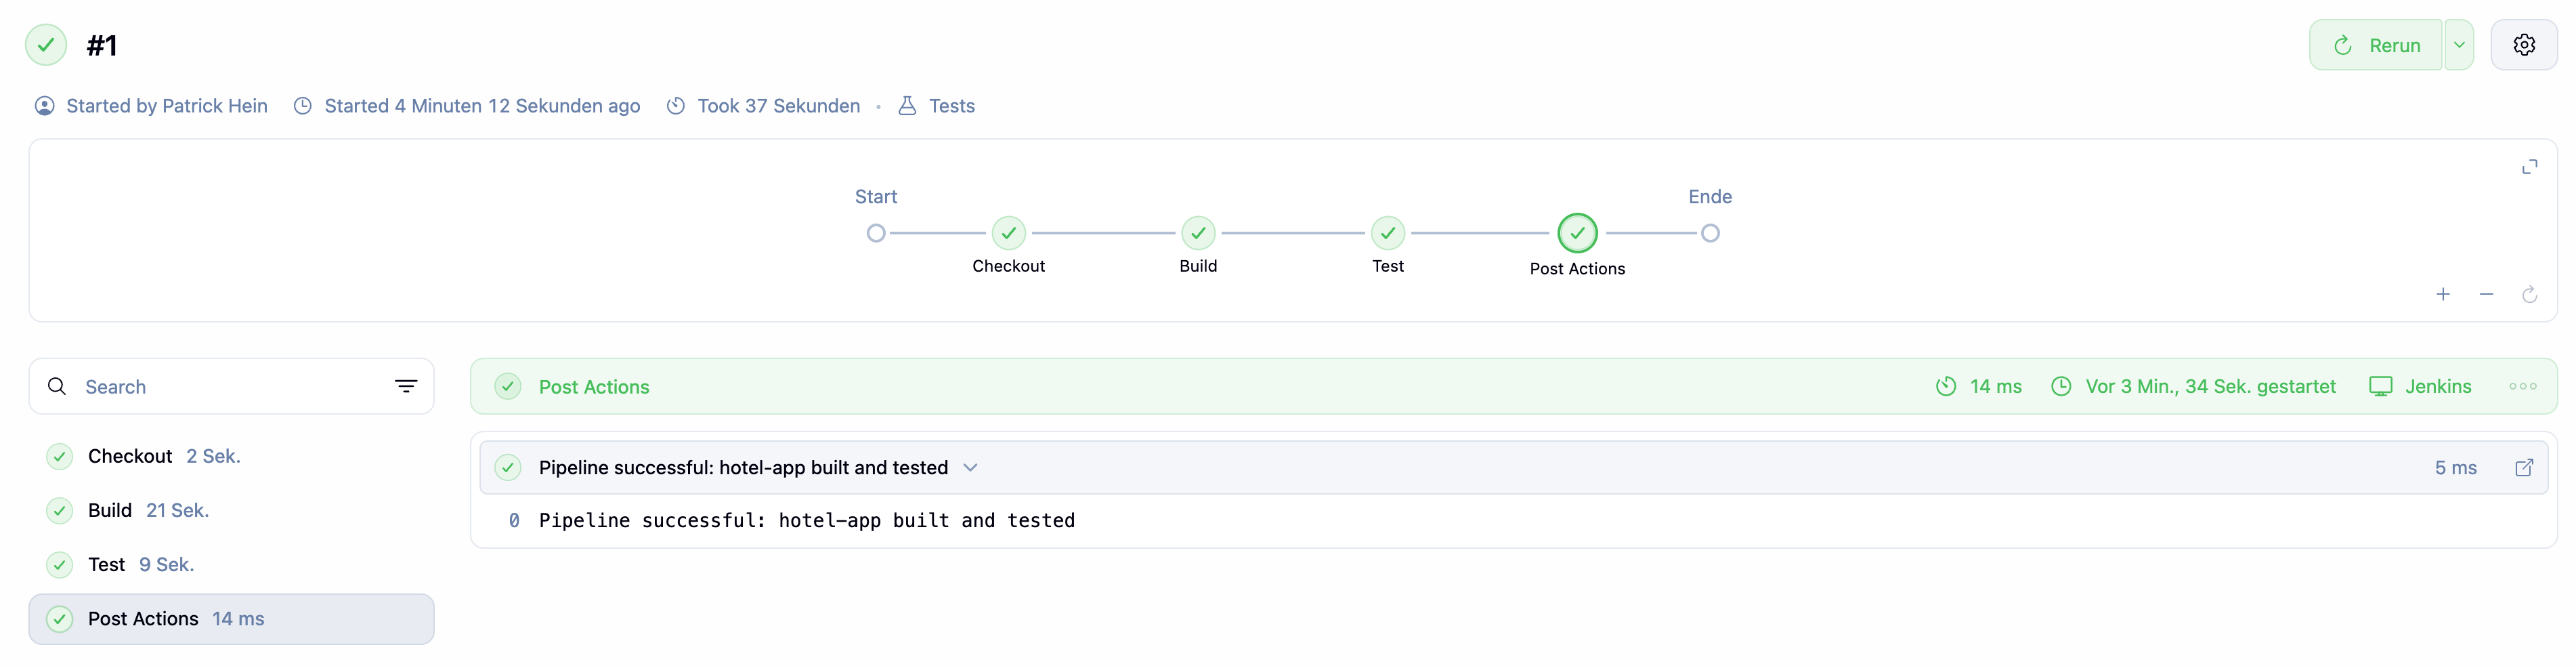 #1
Rerun
Started by Patrick Hein Started 4 Minuten 12 Sekunden ago Took 37 Sekunden · Tests
Start Ende
Checkout Build Test Post Actions
Search
Checkout 2 Sek.
Build 21 Sek.
Test 9 Sek.
Post Actions 14 ms
Post Actions 14 ms Vor 3 Min., 34 Sek. gestartet Jenkins
Pipeline successful: hotel-app built and tested 5 ms
0 Pipeline successful: hotel-app built and tested